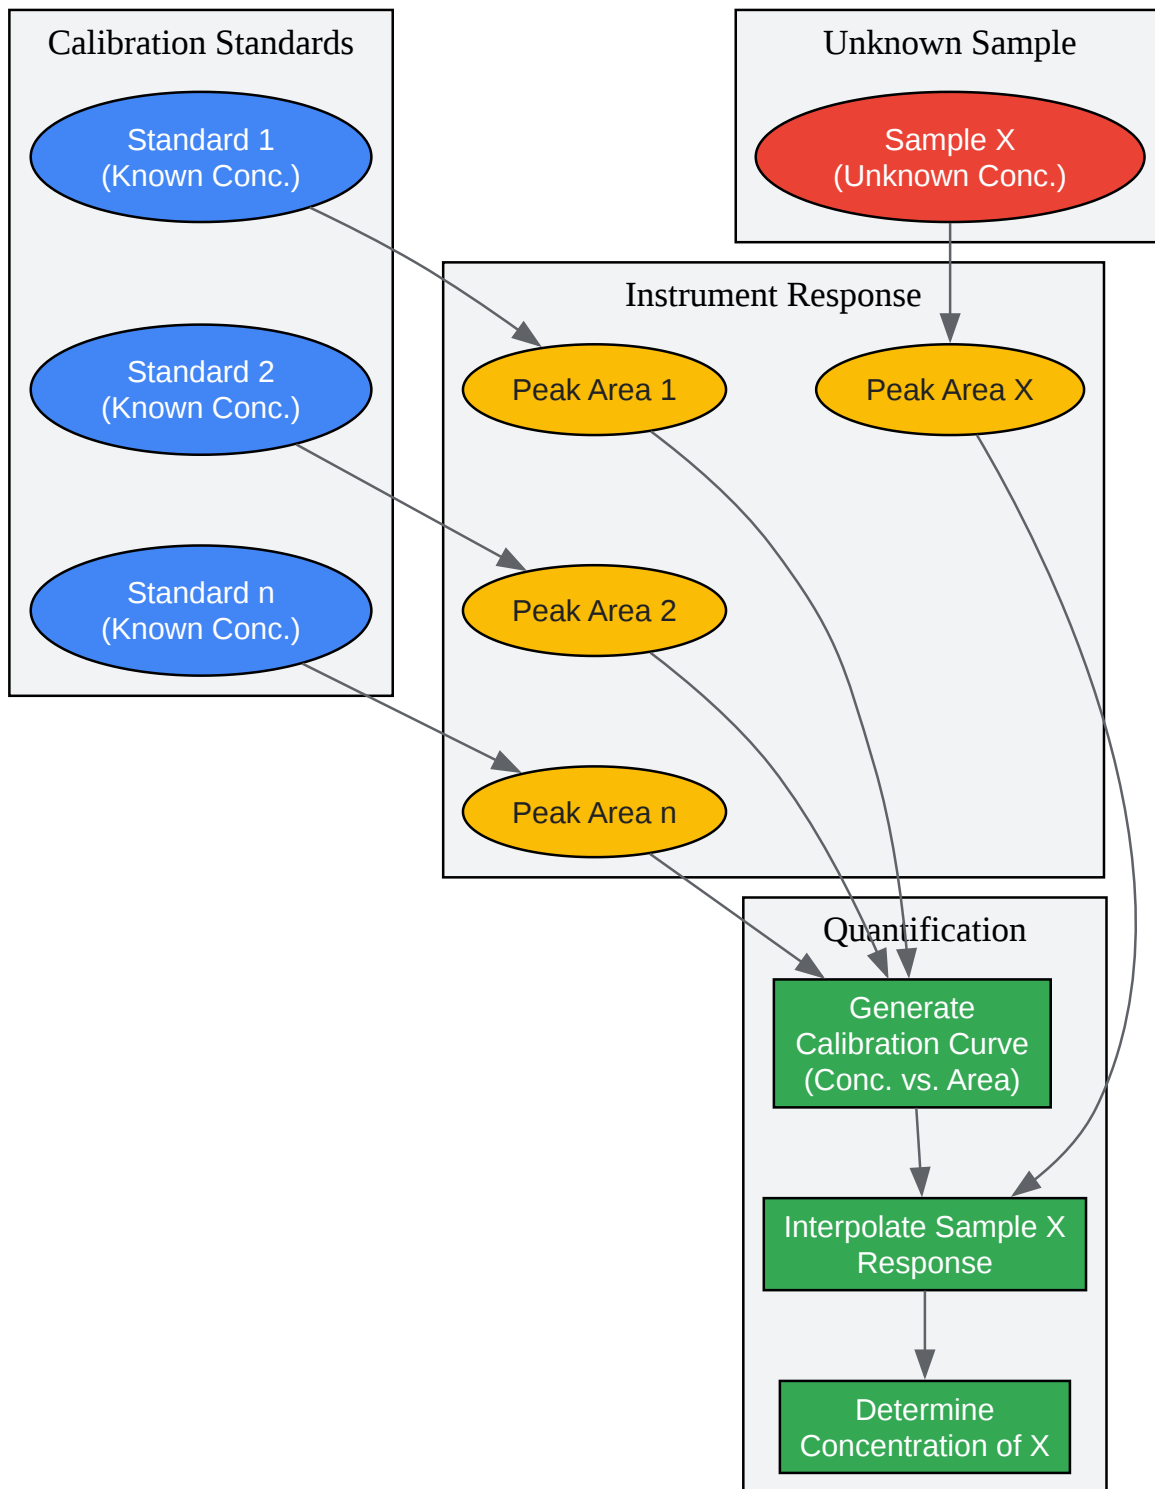 Calibration Standards
Standard 1
(Known Conc.)
Standard 2
(Known Conc.)
Standard n
(Known Conc.)
Unknown Sample
Sample X
(Unknown Conc.)
Instrument Response
Peak Area 1
Peak Area X
Peak Area 2
Peak Area n
Quantification
Generate
Calibration Curve
(Conc. vs. Area)
Interpolate Sample X
Response
Determine
Concentration of X